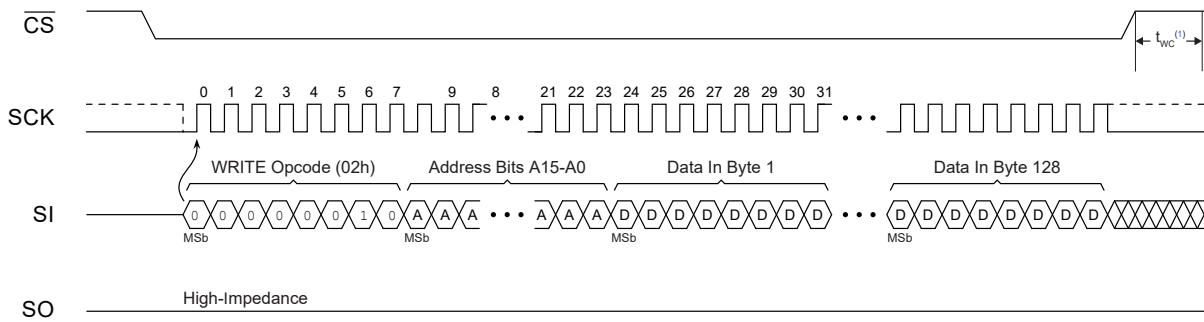 CS
t_WC(1)
0 1 2 3 4 5 6 7 9 8 21 22 23 24 25 26 27 28 29 30 31
SCK
WRITE Opcode (02h) Address Bits A15-A0 Data In Byte 1 Data In Byte 128
SI 0 0 0 0 0 0 1 0 A A A A A A D D D D D D D D D D D D D D D D
MSb MSb MSb MSb
High-Impedance
SO